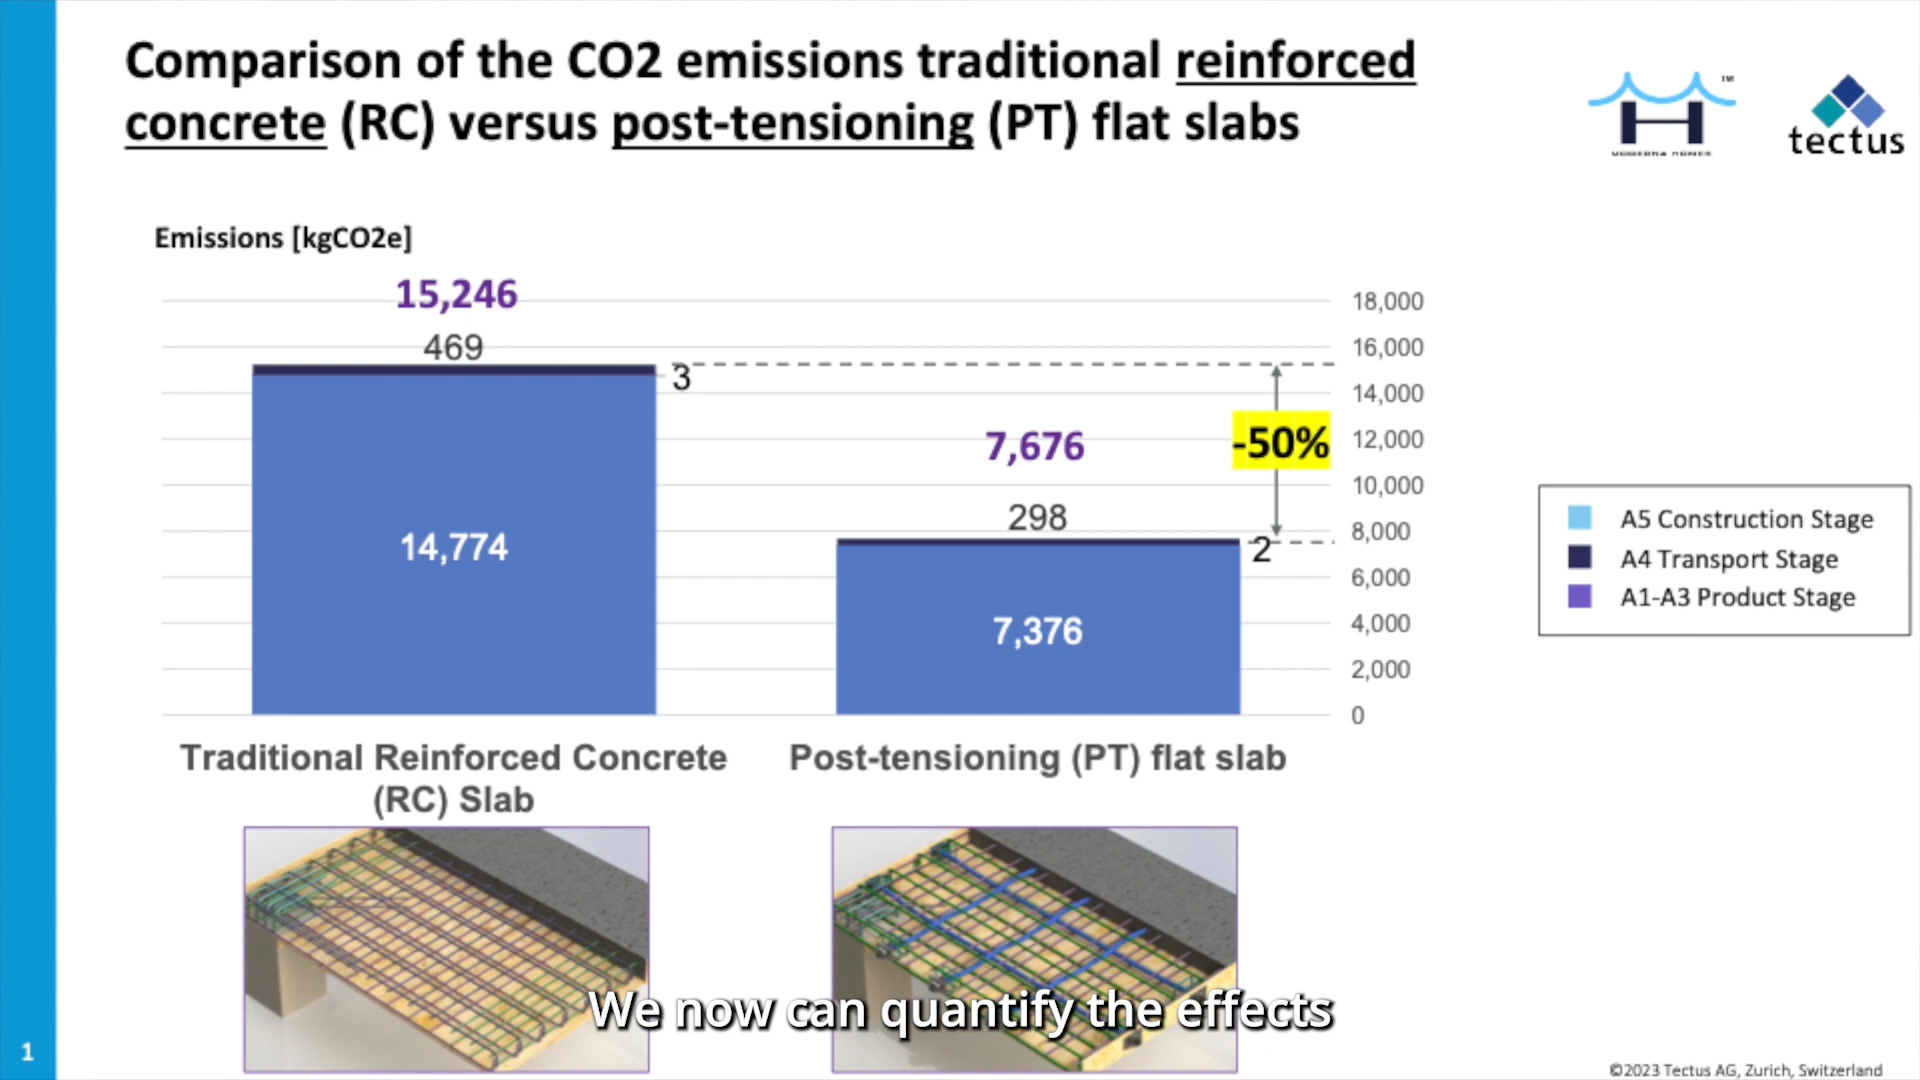 Comparison of the CO2 emissions traditional reinforced
concrete (RC) versus post-tensioning (PT) flat slabs
TM
MODERNA HOMES
tectus
Emissions [kgCO2e]
15,246
469
3
14,774
7,676
298
2
7,376
-50%
18,000
16,000
14,000
12,000
10,000
8,000
6,000
4,000
2,000
0
A5 Construction Stage
A4 Transport Stage
A1-A3 Product Stage
Traditional Reinforced Concrete
(RC) Slab
Post-tensioning (PT) flat slab
We now can quantify the effects
1
©2023 Tectus AG, Zurich, Switzerland